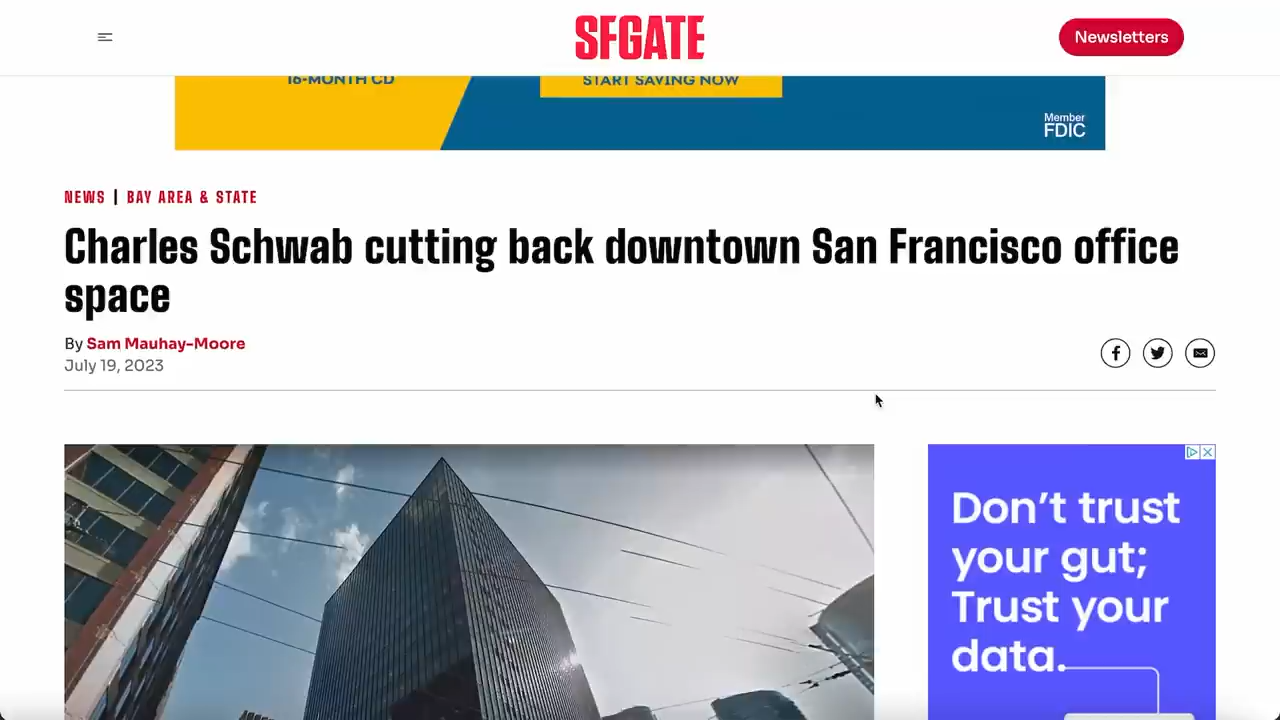 SFGATE
Newsletters
16-MONTH CD
START SAVING NOW
Member
FDIC
NEWS | BAY AREA & STATE
Charles Schwab cutting back downtown San Francisco office
space
By Sam Mauhay-Moore
July 19, 2023
Don't trust
your gut;
Trust your
data.